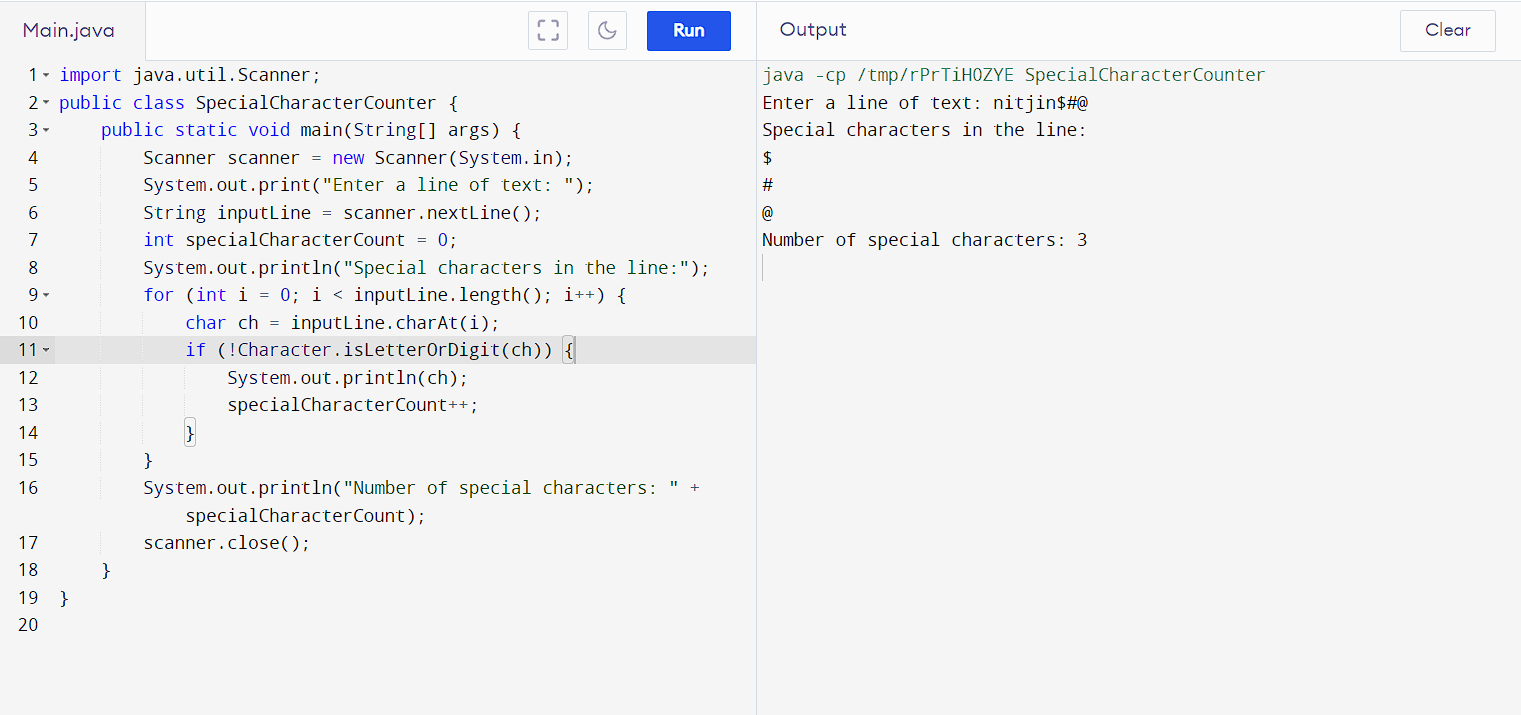 Main.java
Run
Output
Clear
1 import java.util.Scanner;
2 public class SpecialCharacterCounter {
3     public static void main(String[] args) {
4         Scanner scanner = new Scanner(System.in);
5         System.out.print("Enter a line of text: ");
6         String inputLine = scanner.nextLine();
7         int specialCharacterCount = 0;
8         System.out.println("Special characters in the line:");
9         for (int i = 0; i < inputLine.length(); i++) {
10             char ch = inputLine.charAt(i);
11             if (!Character.isLetterOrDigit(ch)) {
12                 System.out.println(ch);
13                 specialCharacterCount++;
14             }
15         }
16         System.out.println("Number of special characters: " +
            specialCharacterCount);
17         scanner.close();
18     }
19 }
20
java -cp /tmp/rPrTiHOZYE SpecialCharacterCounter
Enter a line of text: nitjin$#@
Special characters in the line:
$
#
@
Number of special characters: 3